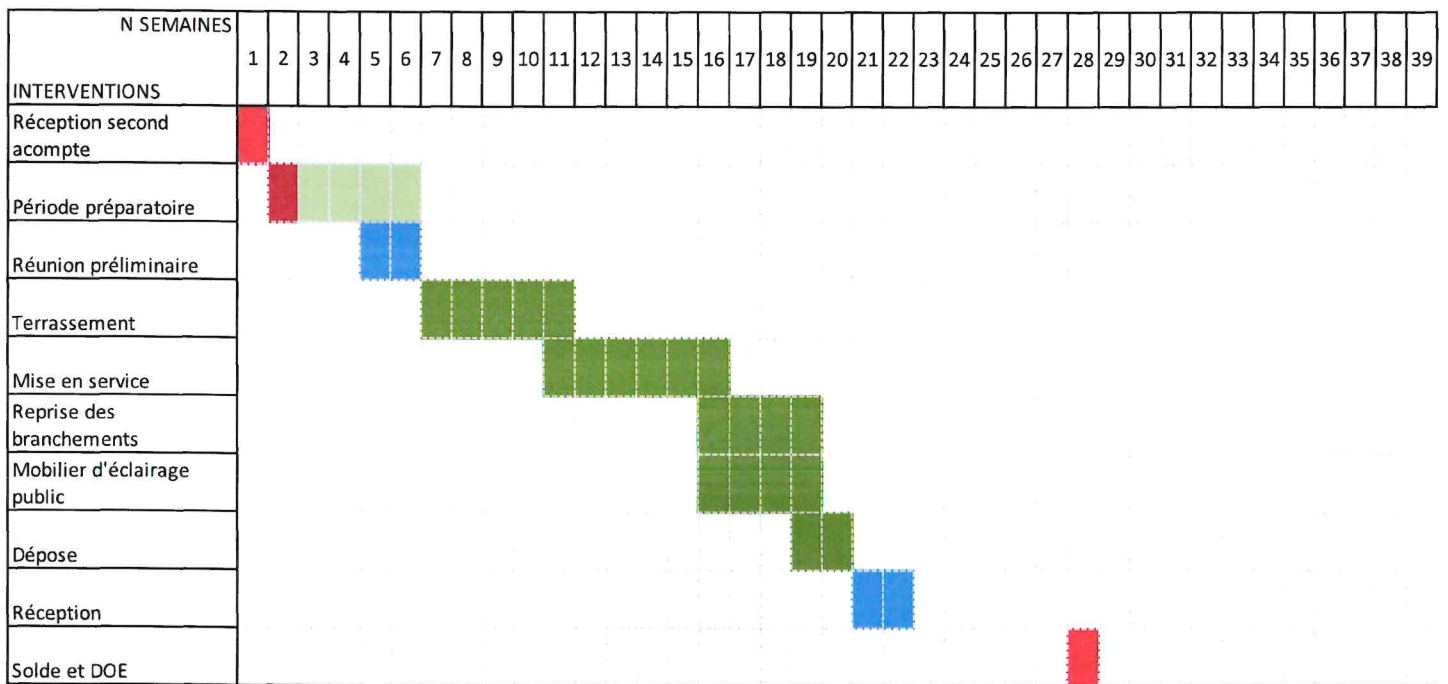 N SEMAINES
1 2 3 4 5 6 7 8 9 10 11 12 13 14 15 16 17 18 19 20 21 22 23 24 25 26 27 28 29 30 31 32 33 34 35 36 37 38 39
INTERVENTIONS
Réception second
acompte
Période préparatoire
Réunion préliminaire
Terrassement
Mise en service
Reprise des
branchements
Mobilier d'éclairage
public
Dépose
Réception
Solde et DOE